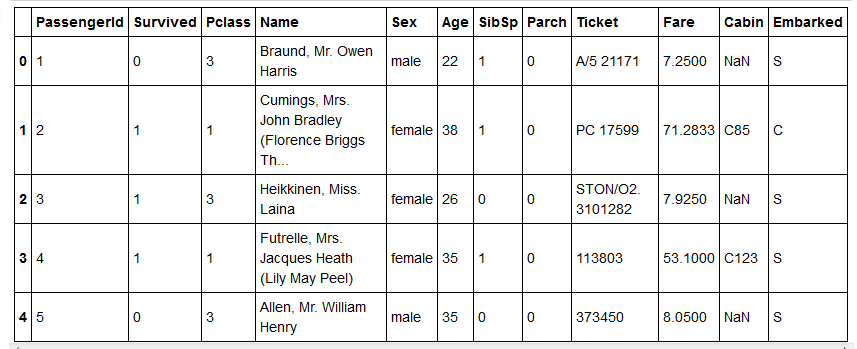 PassengerId Survived Pclass Name Sex Age SibSp Parch Ticket Fare Cabin Embarked
0 1 0 3 Braund, Mr. Owen Harris male 22 1 0 A/5 21171 7.2500 NaN S
1 2 1 1 Cumings, Mrs. John Bradley (Florence Briggs Th... female 38 1 0 PC 17599 71.2833 C85 C
2 3 1 3 Heikkinen, Miss. Laina female 26 0 0 STON/O2. 3101282 7.9250 NaN S
3 4 1 1 Futrelle, Mrs. Jacques Heath (Lily May Peel) female 35 1 0 113803 53.1000 C123 S
4 5 0 3 Allen, Mr. William Henry male 35 0 0 373450 8.0500 NaN S